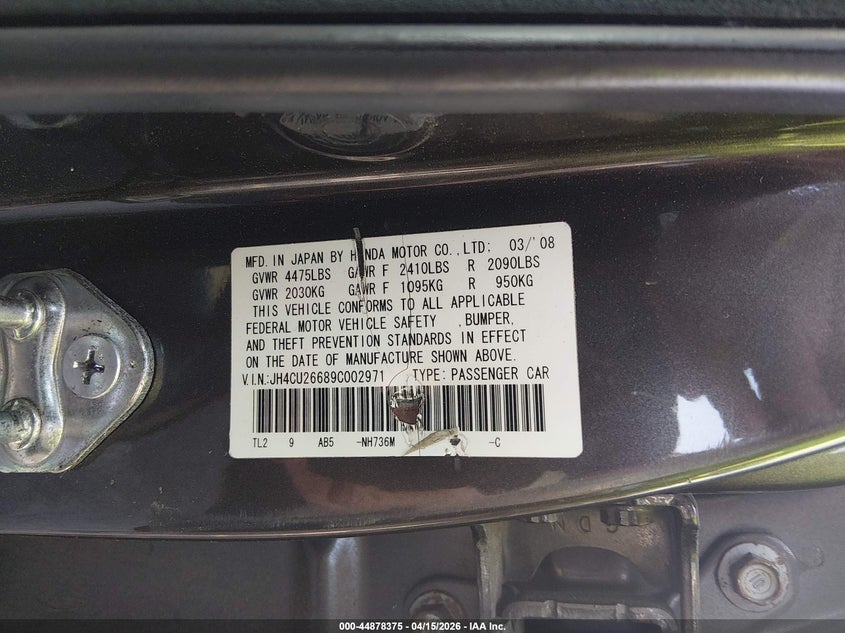 MFD. IN JAPAN BY HONDA MOTOR CO.,LTD: 03/'08
GVWR 4475LBS GAWR F 2410LBS R 2090LBS
GVWR 2030KG GAWR F 1095KG R 950KG
THIS VEHICLE CONFORMS TO ALL APPLICABLE
FEDERAL MOTOR VEHICLE SAFETY ,BUMPER,
AND THEFT PREVENTION STANDARDS IN EFFECT
ON THE DATE OF MANUFACTURE SHOWN ABOVE.
V.I.N.:JH4CU26689C002971 TYPE: PASSENGER CAR
TL2 9 AB5 -NH736M -C
000-44878375 - 04/15/2026 - IAA Inc.